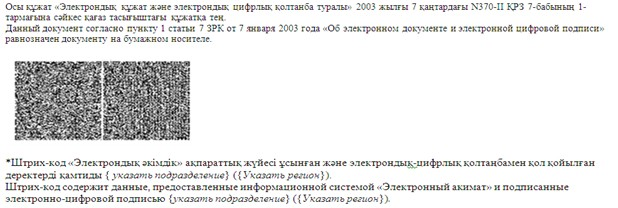 Осы құжат «Электрондық құжат және электрондық цифрлық қолтанба туралы» 2003 жылғы 7 қаңтардағы N370-II ҚРЗ 7-бабының 1-
тармағына сәйкес қағаз тасығыштағы құжатқа тең.
Данный документ согласно пункту 1 статьи 7 ЗРК от 7 января 2003 года «Об электронном документе и электронной цифровой подписи»
равнозначен документу на бумажном носителе.
*Штрих-код «Электрондық әкімдік» ақпараттық жүйесі ұсынған және электрондық-цифрлық қолтанбамен қол қойылған
деректерді қамтиды { указать подразделение} ({Указать регион}).
Штрих-код содержит данные, предоставленные информационной системой «Электронный акимат» и подписанные
электронно-цифровой подписью {указать подразделение} ({Указать регион}).